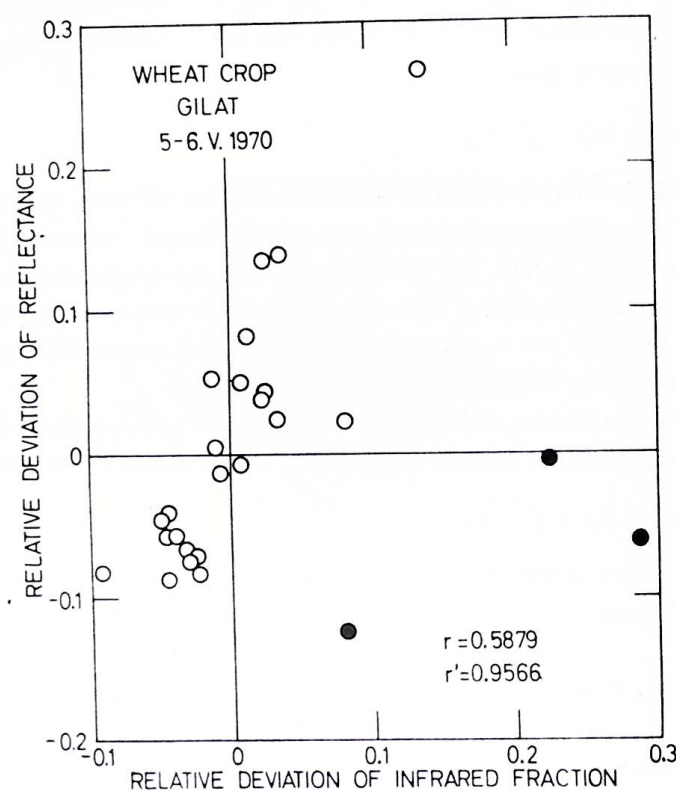 0.3
WHEAT CROP
GILAT
5-6. V. 1970
0.2
0.1
0
-0.1
-0.2
RELATIVE DEVIATION OF REFLECTANCE
r = 0.5879
r' = 0.9566
-0.1 0 0.1 0.2 0.3
RELATIVE DEVIATION OF INFRARED FRACTION